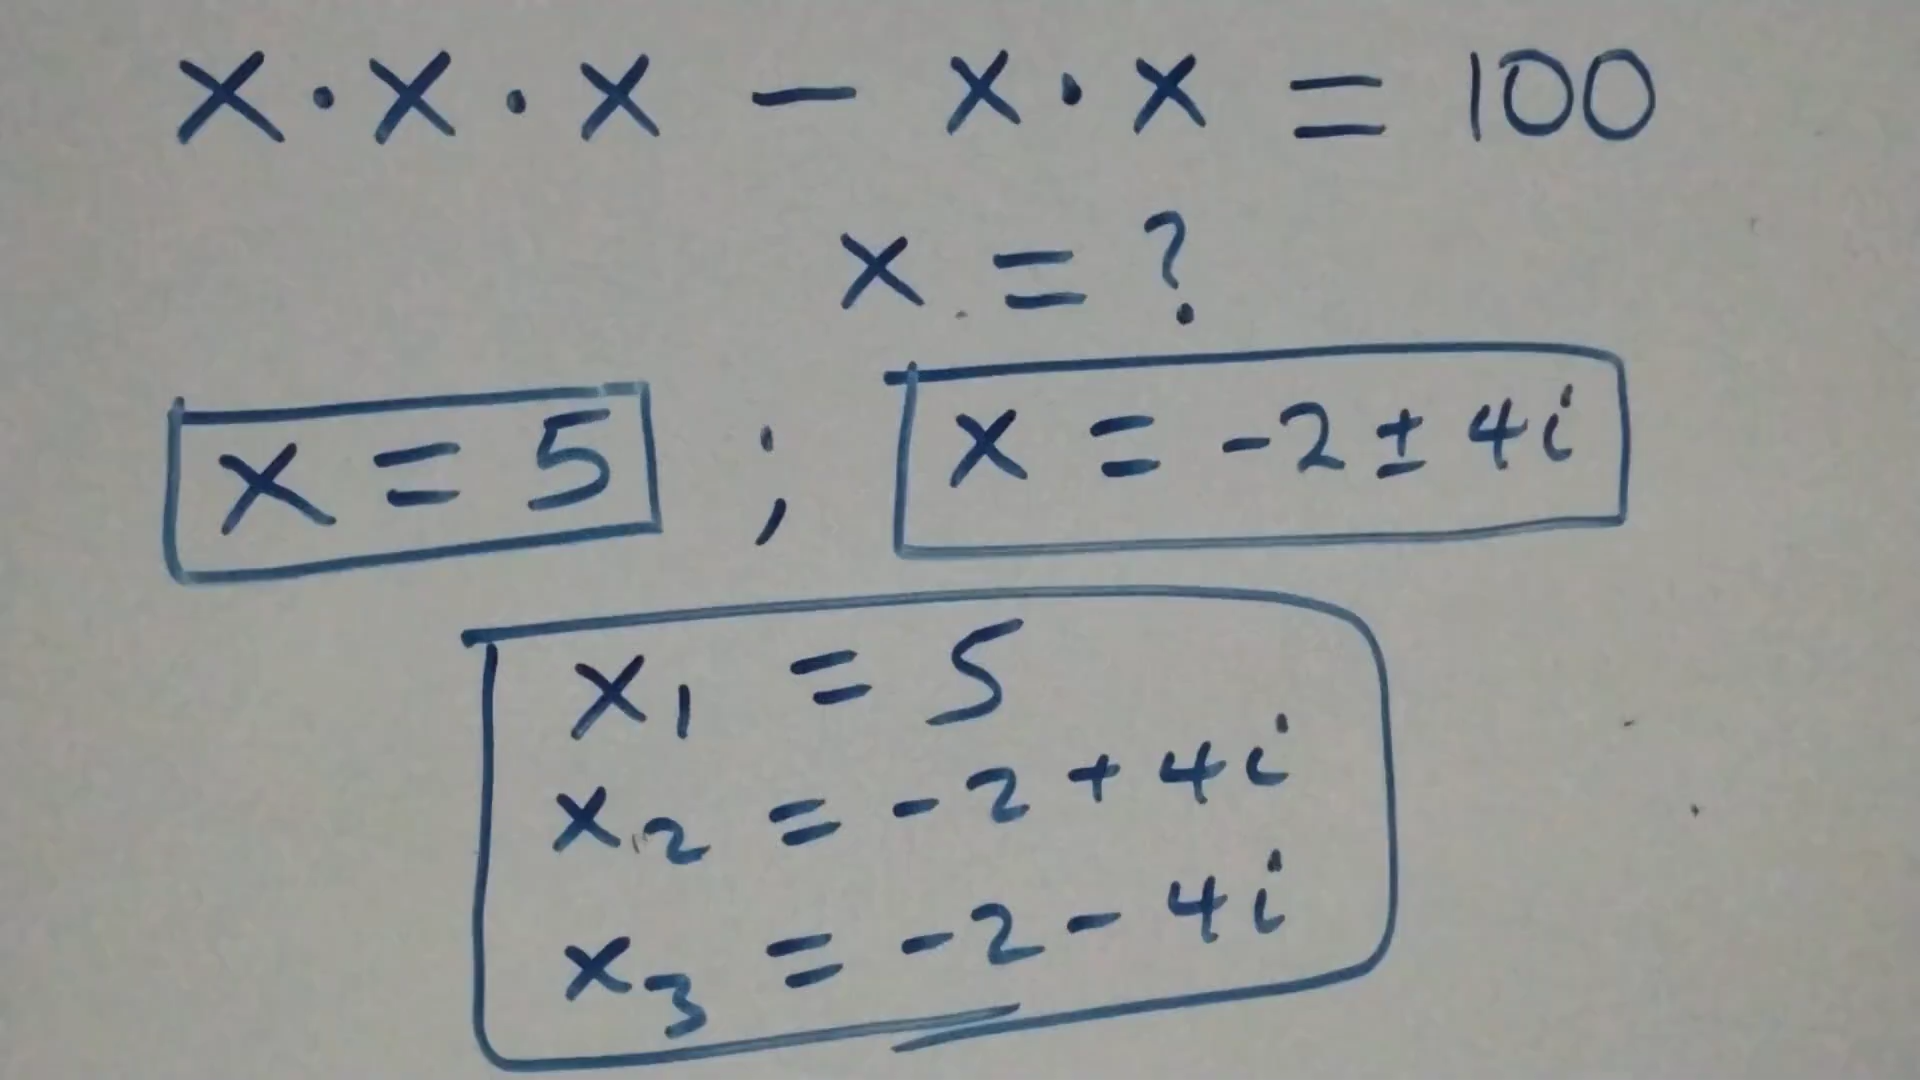 x · x · x − x · x = 100
x = ?
x = 5 ; x = -2 ± 4i
x₁ = 5
x₂ = -2 + 4i
x₃ = -2 - 4i